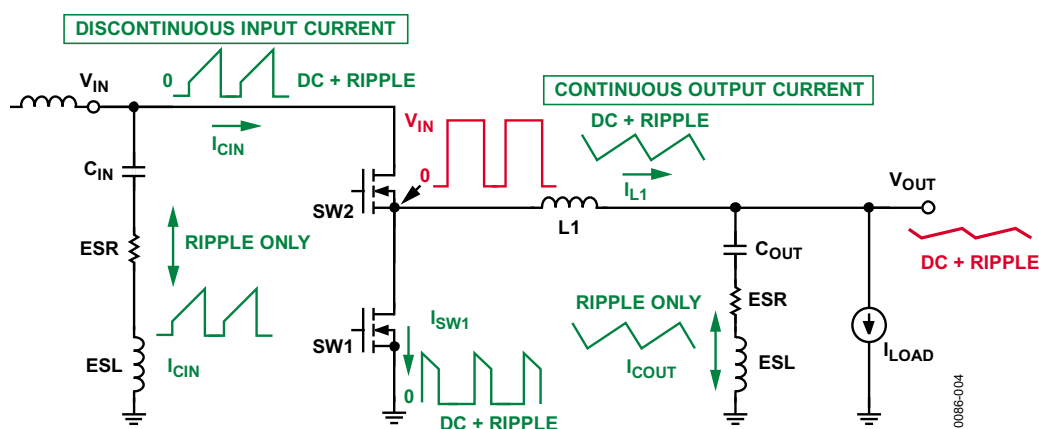 DISCONTINUOUS INPUT CURRENT
VIN
0
DC + RIPPLE
ICIN
CIN
ESR
RIPPLE ONLY
ESL
ICIN
VIN
0
SW2
SW1
ISW1
0
DC + RIPPLE
CONTINUOUS OUTPUT CURRENT
DC + RIPPLE
IL1
L1
VOUT
DC + RIPPLE
COUT
ESR
RIPPLE ONLY
ICOUT
ESL
ILOAD
0086-004